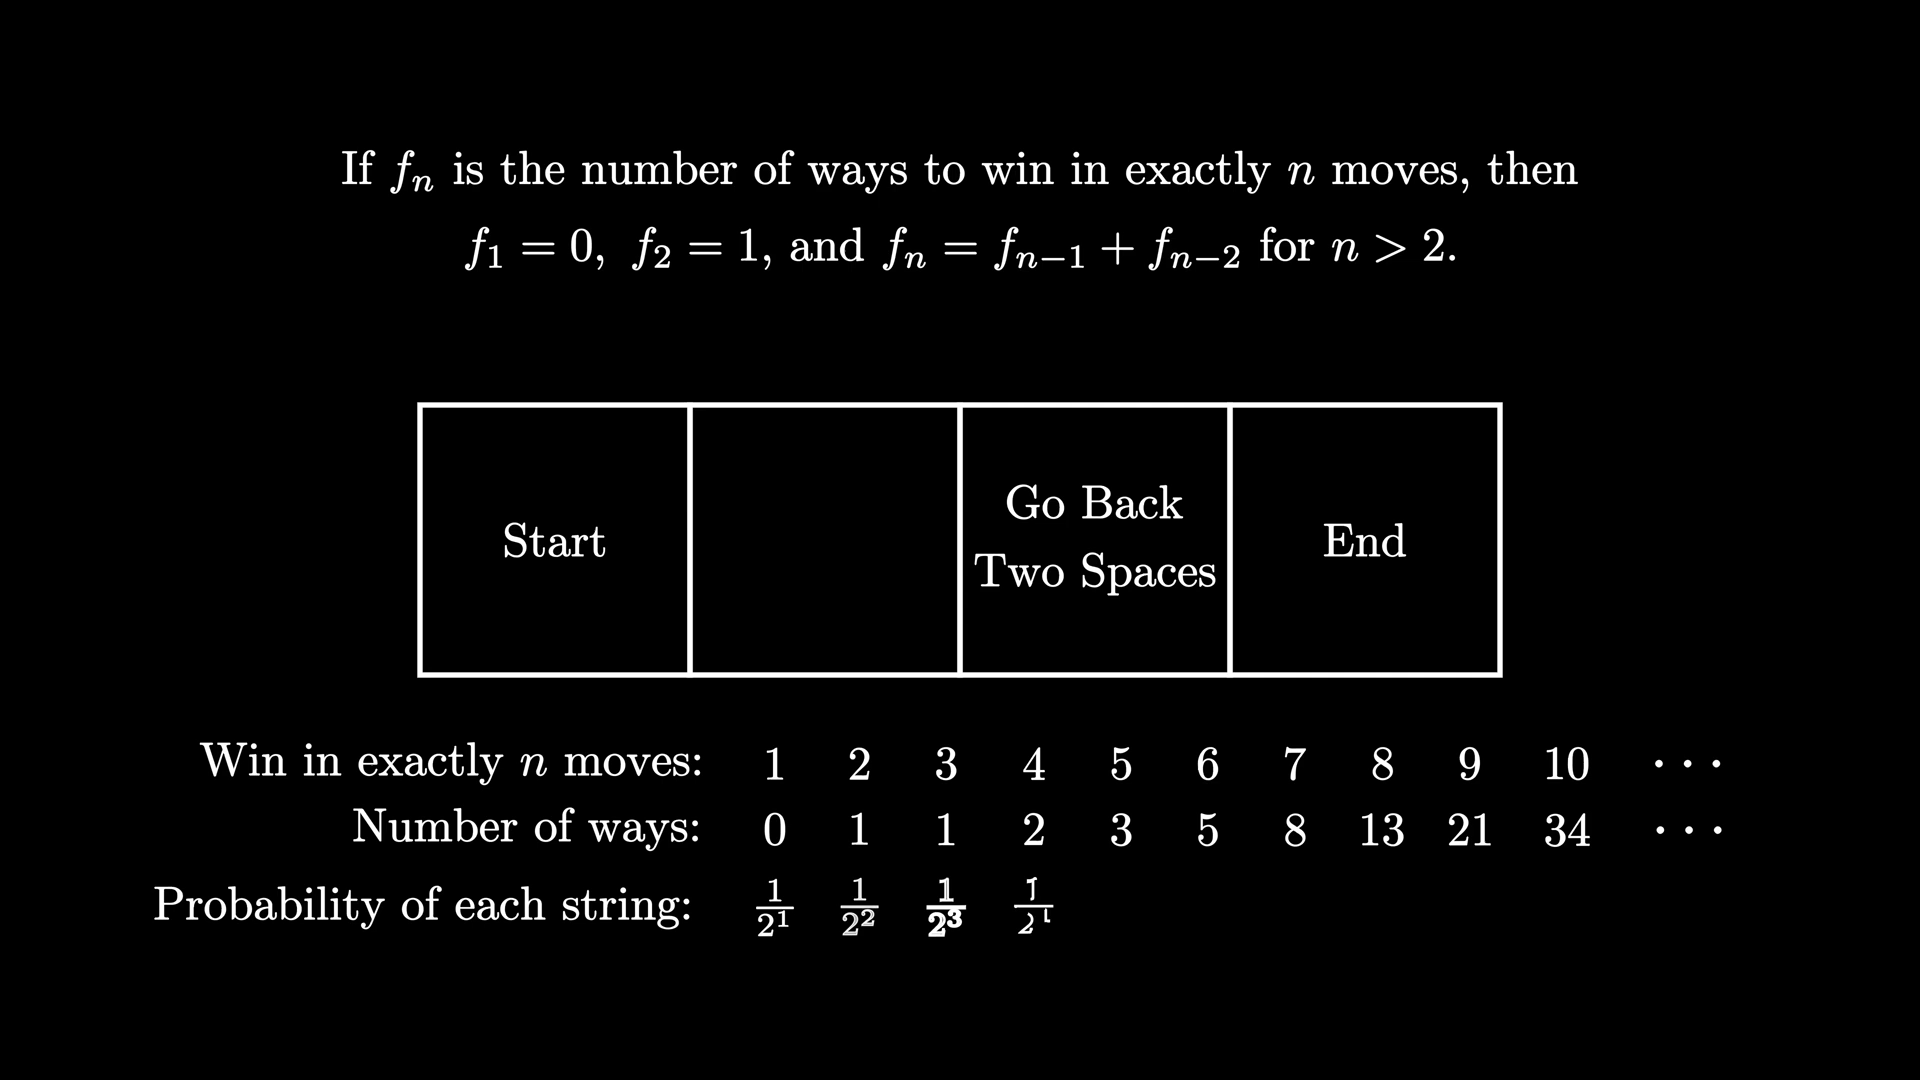 If fₙ is the number of ways to win in exactly n moves, then
f₁ = 0, f₂ = 1, and fₙ = fₙ₋₁ + fₙ₋₂ for n > 2.
Start
Go Back
Two Spaces
End
Win in exactly n moves: 1 2 3 4 5 6 7 8 9 10 ···
Number of ways: 0 1 1 2 3 5 8 13 21 34 ···
Probability of each string: 1/2¹ 1/2² 1/2³